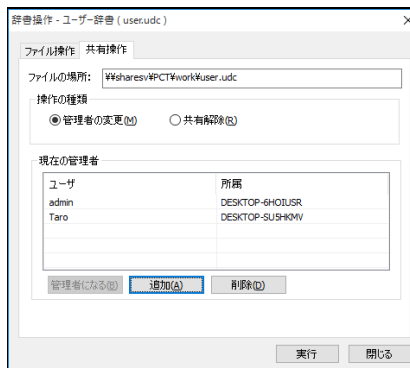 辞書操作 - ユーザー辞書 ( user.udc )
ファイル操作 共有操作
ファイルの場所: ¥¥sharesv¥PCT¥work¥user.udc
操作の種類
管理者の変更(M) 共有解除(R)
現在の管理者
ユーザ 所属
admin DESKTOP-6HOIUSR
Taro DESKTOP-SU5HKMV
管理者になる(B) 追加(A) 削除(D)
実行 閉じる